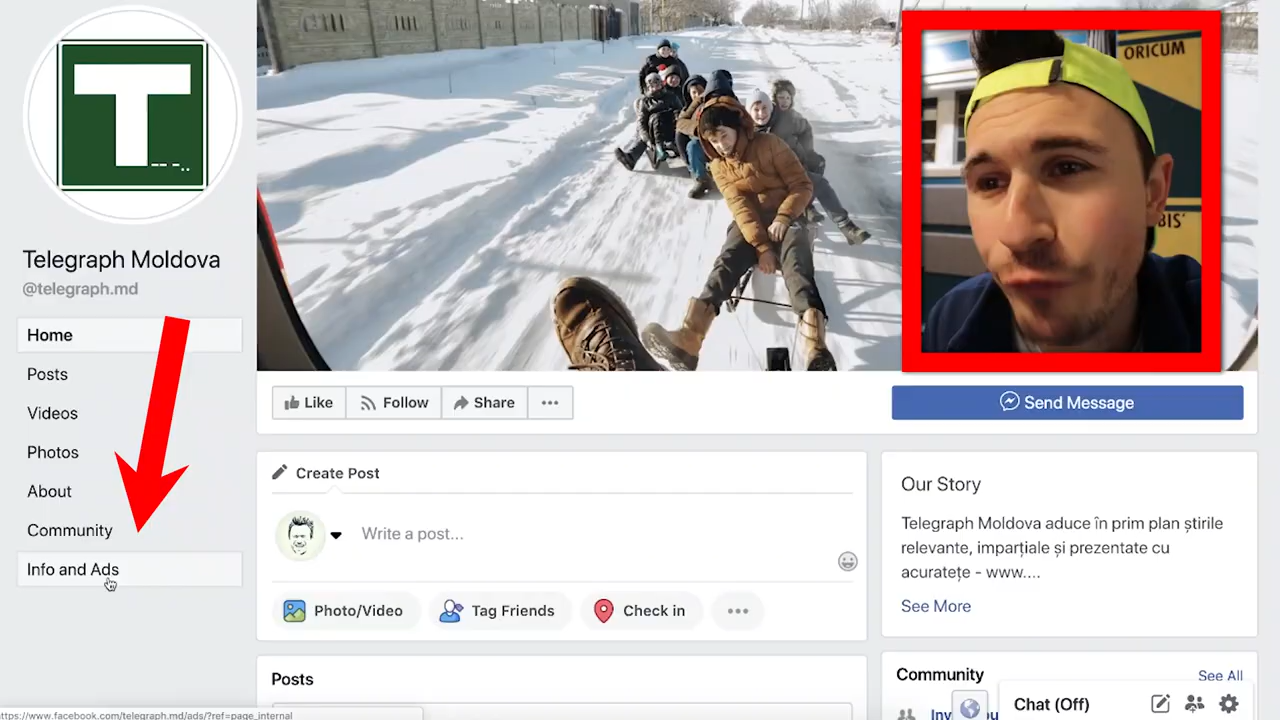 T
Telegraph Moldova
@telegraph.md
Home
Posts
Videos
Photos
About
Community
Info and Ads
ORICUM
BIS'
Like
Follow
Share
Send Message
Create Post
Write a post...
Photo/Video
Tag Friends
Check in
Posts
Our Story
Telegraph Moldova aduce în prim plan știrile
relevante, imparțiale și prezentate cu
acuratețe - www....
See More
Community
See All
Chat (Off)
https://www.facebook.com/telegraph.md/ads/?ref=page_internal